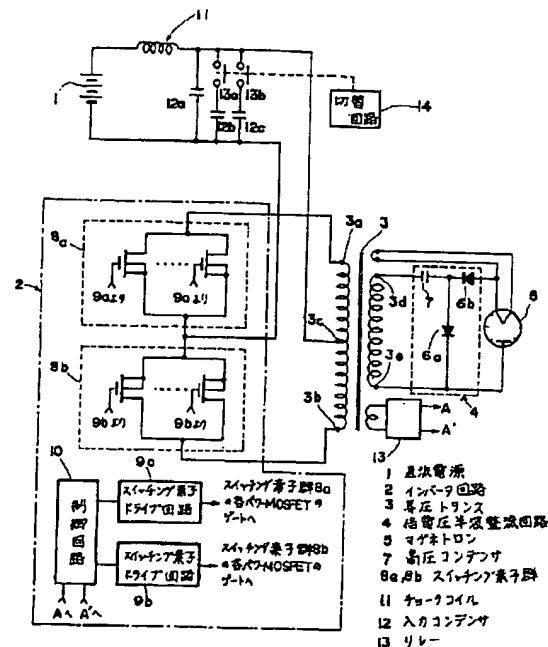 11
1
12a
13a
13b
12b
12c
切替
回路
14
8a
2
9aより
9aより
8b
9bより
9bより
3a
3
3c
3b
3d
3e
7
6b
6a
4
5
13
A
A'
10
制御回路
9a
スイッチング素子
ドライブ回路
スイッチング素子群8a
の各パワーMOSFETの
ゲートへ
スイッチング素子
ドライブ回路
9b
スイッチング素子群8b
の各パワーMOSFETの
ゲートへ
Aへ A'へ
1 直流電源
2 インバータ回路
3 昇圧トランス
4 倍電圧半波整流回路
5 マグネトロン
7 高圧コンデンサ
8a,8b スイッチング素子群
11 チョークコイル
12 入力コンデンサ
13 リレー